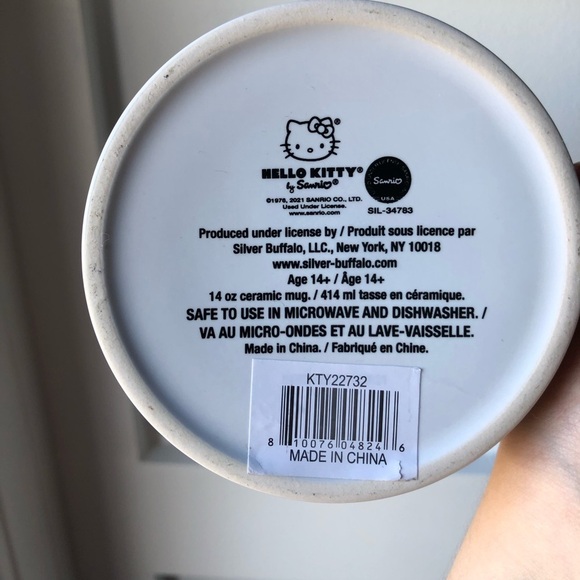 HELLO KITTY®
by Sanrio®
©1976, 2021 SANRIO CO., LTD.
Used Under License.
www.sanrio.com
Sanrio
USA
SIL-34783
Produced under license by / Produit sous licence par
Silver Buffalo, LLC., New York, NY 10018
www.silver-buffalo.com
Age 14+ / Âge 14+
14 oz ceramic mug. / 414 ml tasse en céramique.
SAFE TO USE IN MICROWAVE AND DISHWASHER. /
VA AU MICRO-ONDES ET AU LAVE-VAISSELLE.
Made in China. / Fabriqué en Chine.
KTY22732
8 10076 04824 6
MADE IN CHINA